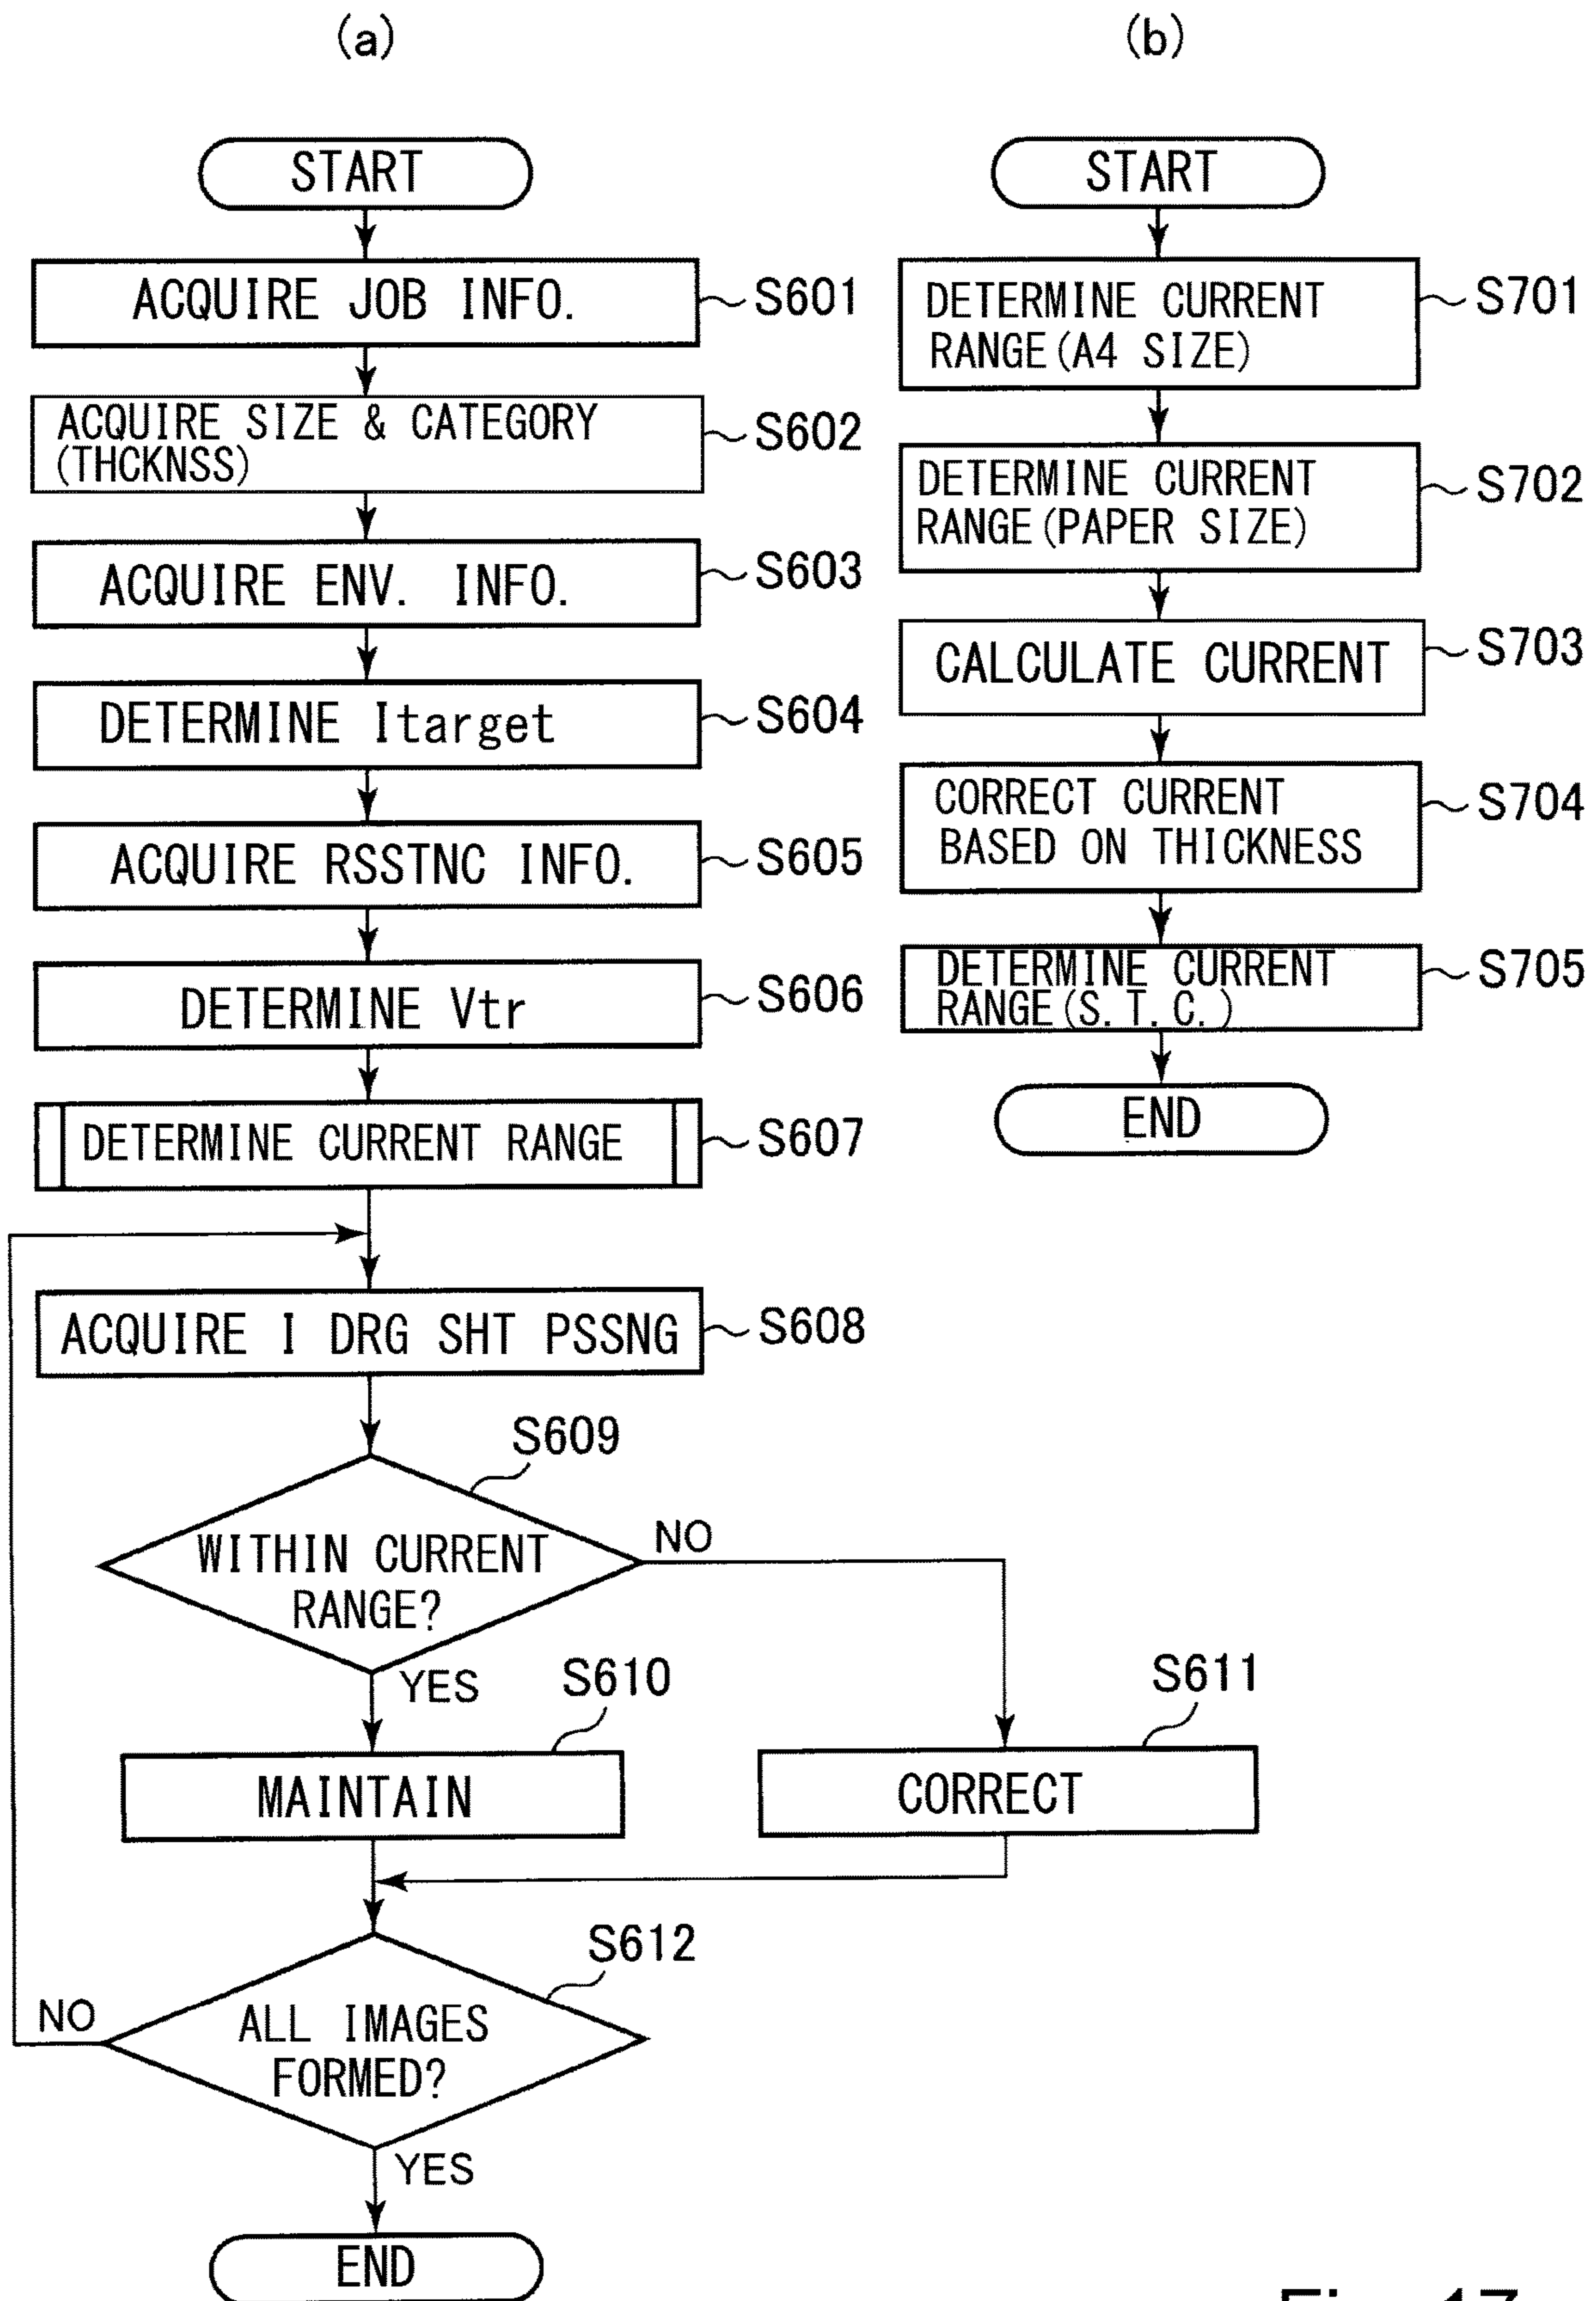 (a)
START
ACQUIRE JOB INFO.
S601
ACQUIRE SIZE & CATEGORY
(THCKNSS)
S602
ACQUIRE ENV. INFO.
S603
DETERMINE Itarget
S604
ACQUIRE RSSTNC INFO.
S605
DETERMINE Vtr
S606
DETERMINE CURRENT RANGE
S607
ACQUIRE I DRG SHT PSSNG
S608
S609
WITHIN CURRENT
RANGE?
NO
YES
S610
MAINTAIN
S611
CORRECT
S612
ALL IMAGES
FORMED?
NO
YES
END
(b)
START
DETERMINE CURRENT
RANGE(A4 SIZE)
S701
DETERMINE CURRENT
RANGE(PAPER SIZE)
S702
CALCULATE CURRENT
S703
CORRECT CURRENT
BASED ON THICKNESS
S704
DETERMINE CURRENT
RANGE(S.T.C.)
S705
END